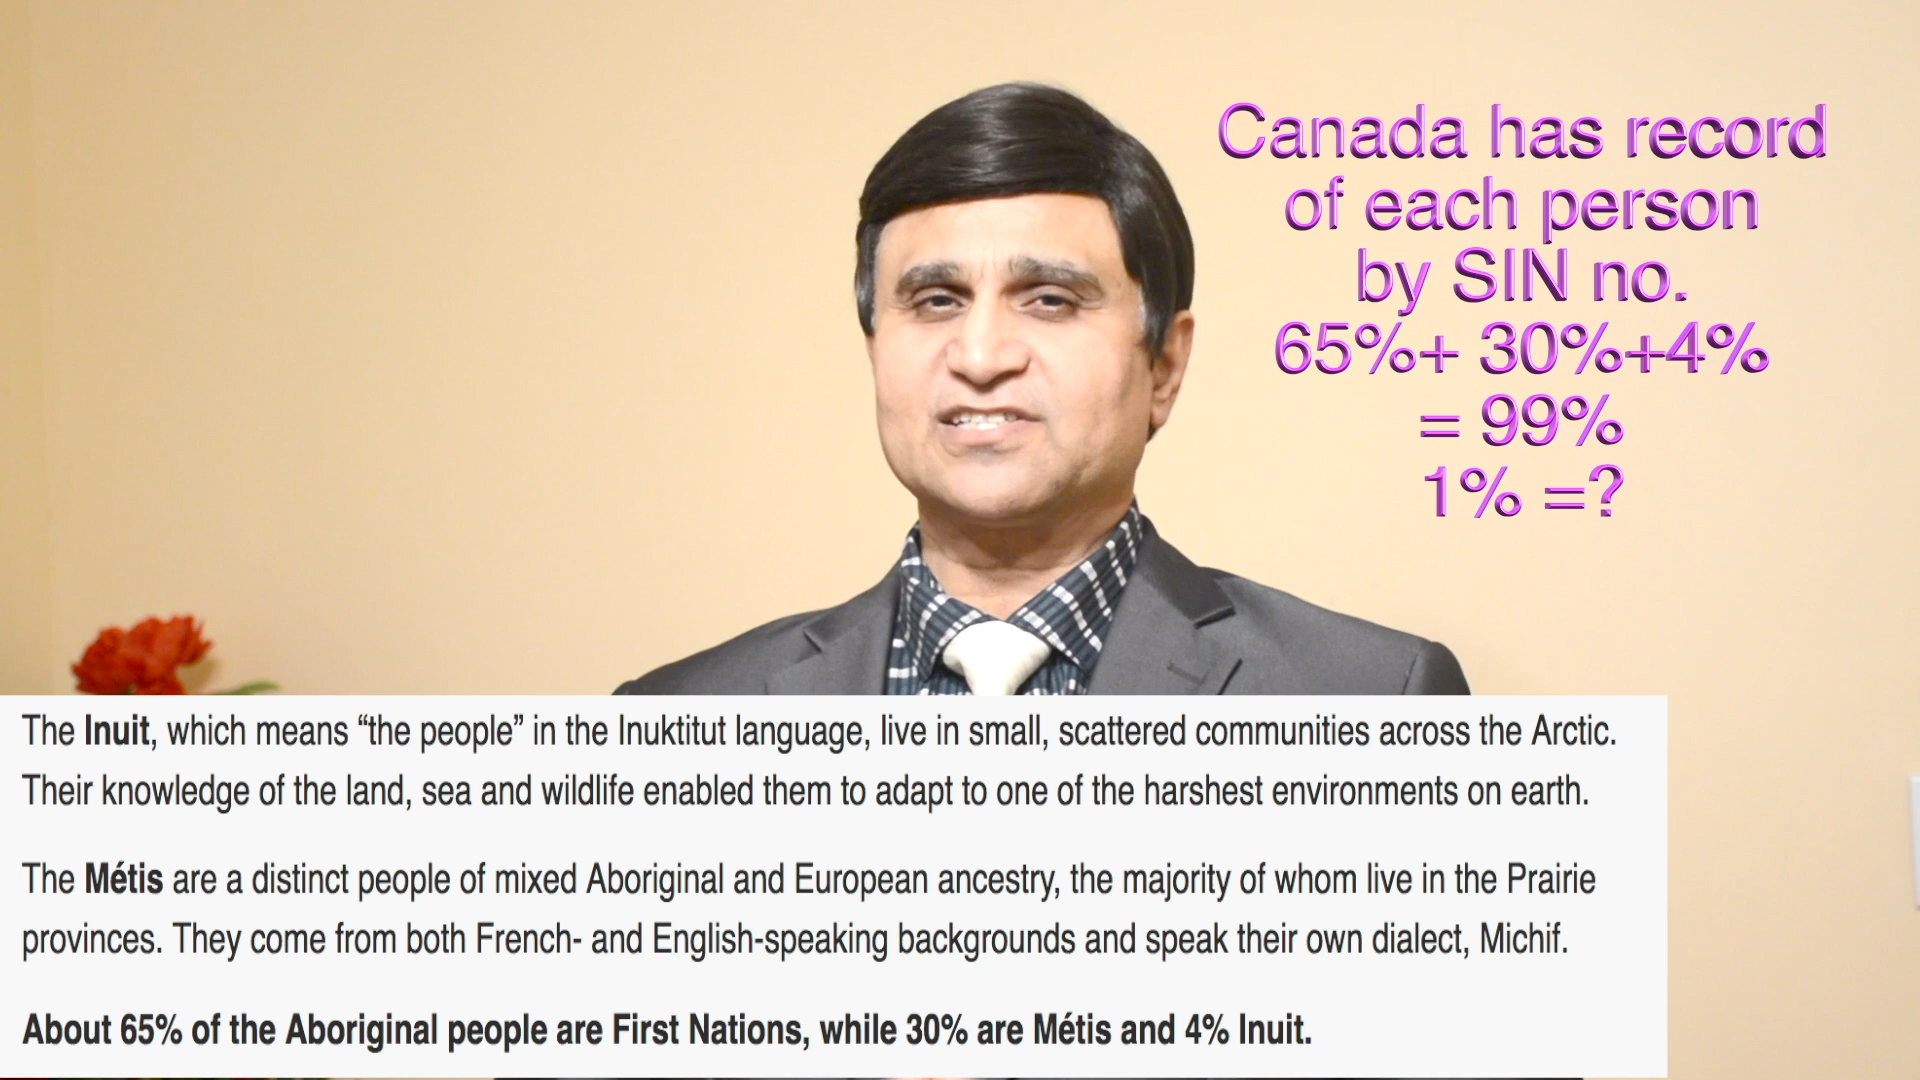 Canada has record
of each person
by SIN no.
65%+ 30%+4%
= 99%
1% =?
The Inuit, which means “the people” in the Inuktitut language, live in small, scattered communities across the Arctic.
Their knowledge of the land, sea and wildlife enabled them to adapt to one of the harshest environments on earth.
The Métis are a distinct people of mixed Aboriginal and European ancestry, the majority of whom live in the Prairie
provinces. They come from both French- and English-speaking backgrounds and speak their own dialect, Michif.
About 65% of the Aboriginal people are First Nations, while 30% are Métis and 4% Inuit.